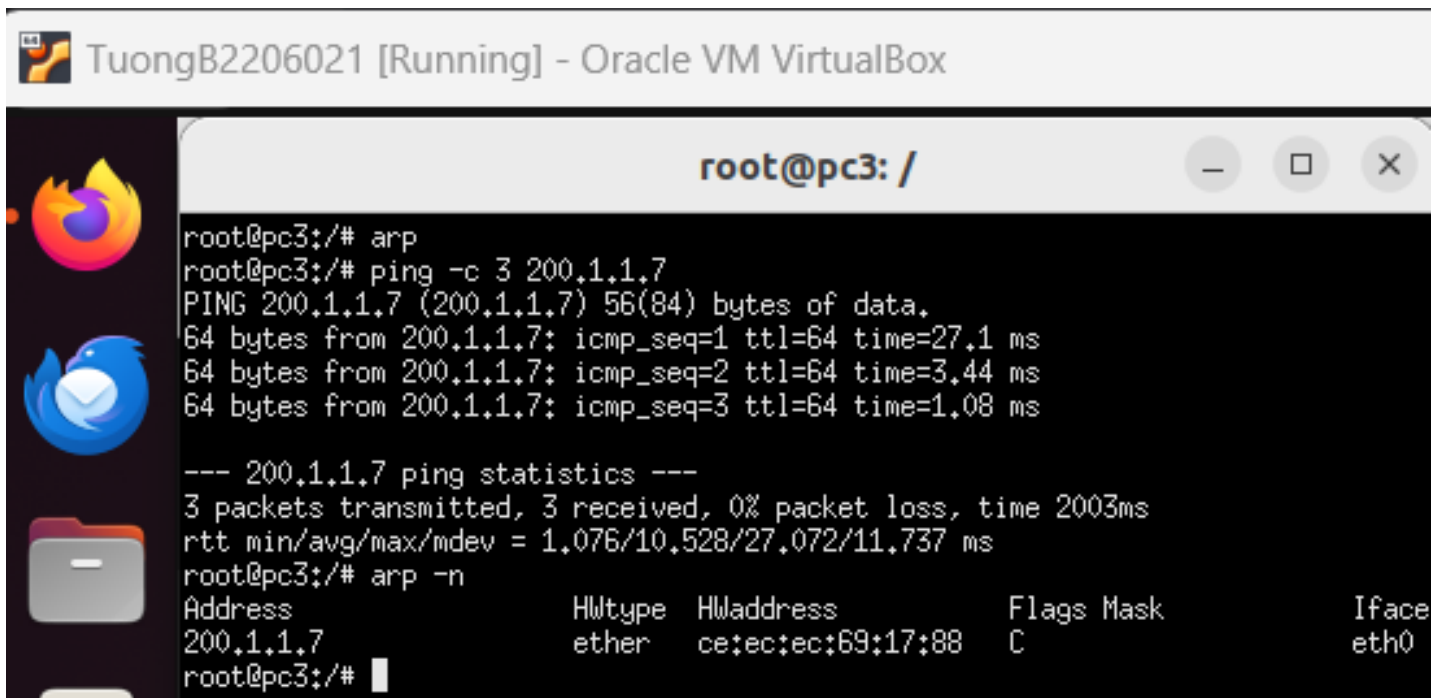 64
TuongB2206021 [Running] - Oracle VM VirtualBox
root@pc3: /
root@pc3:/# arp
root@pc3:/# ping -c 3 200.1.1.7
PING 200.1.1.7 (200.1.1.7) 56(84) bytes of data.
64 bytes from 200.1.1.7: icmp_seq=1 ttl=64 time=27.1 ms
64 bytes from 200.1.1.7: icmp_seq=2 ttl=64 time=3.44 ms
64 bytes from 200.1.1.7: icmp_seq=3 ttl=64 time=1.08 ms
--- 200.1.1.7 ping statistics ---
3 packets transmitted, 3 received, 0% packet loss, time 2003ms
rtt min/avg/max/mdev = 1.076/10.528/27.072/11.737 ms
root@pc3:/# arp -n
Address HWtype HWaddress Flags Mask Iface
200.1.1.7 ether ce:ec:ec:69:17:88 C eth0
root@pc3:/#